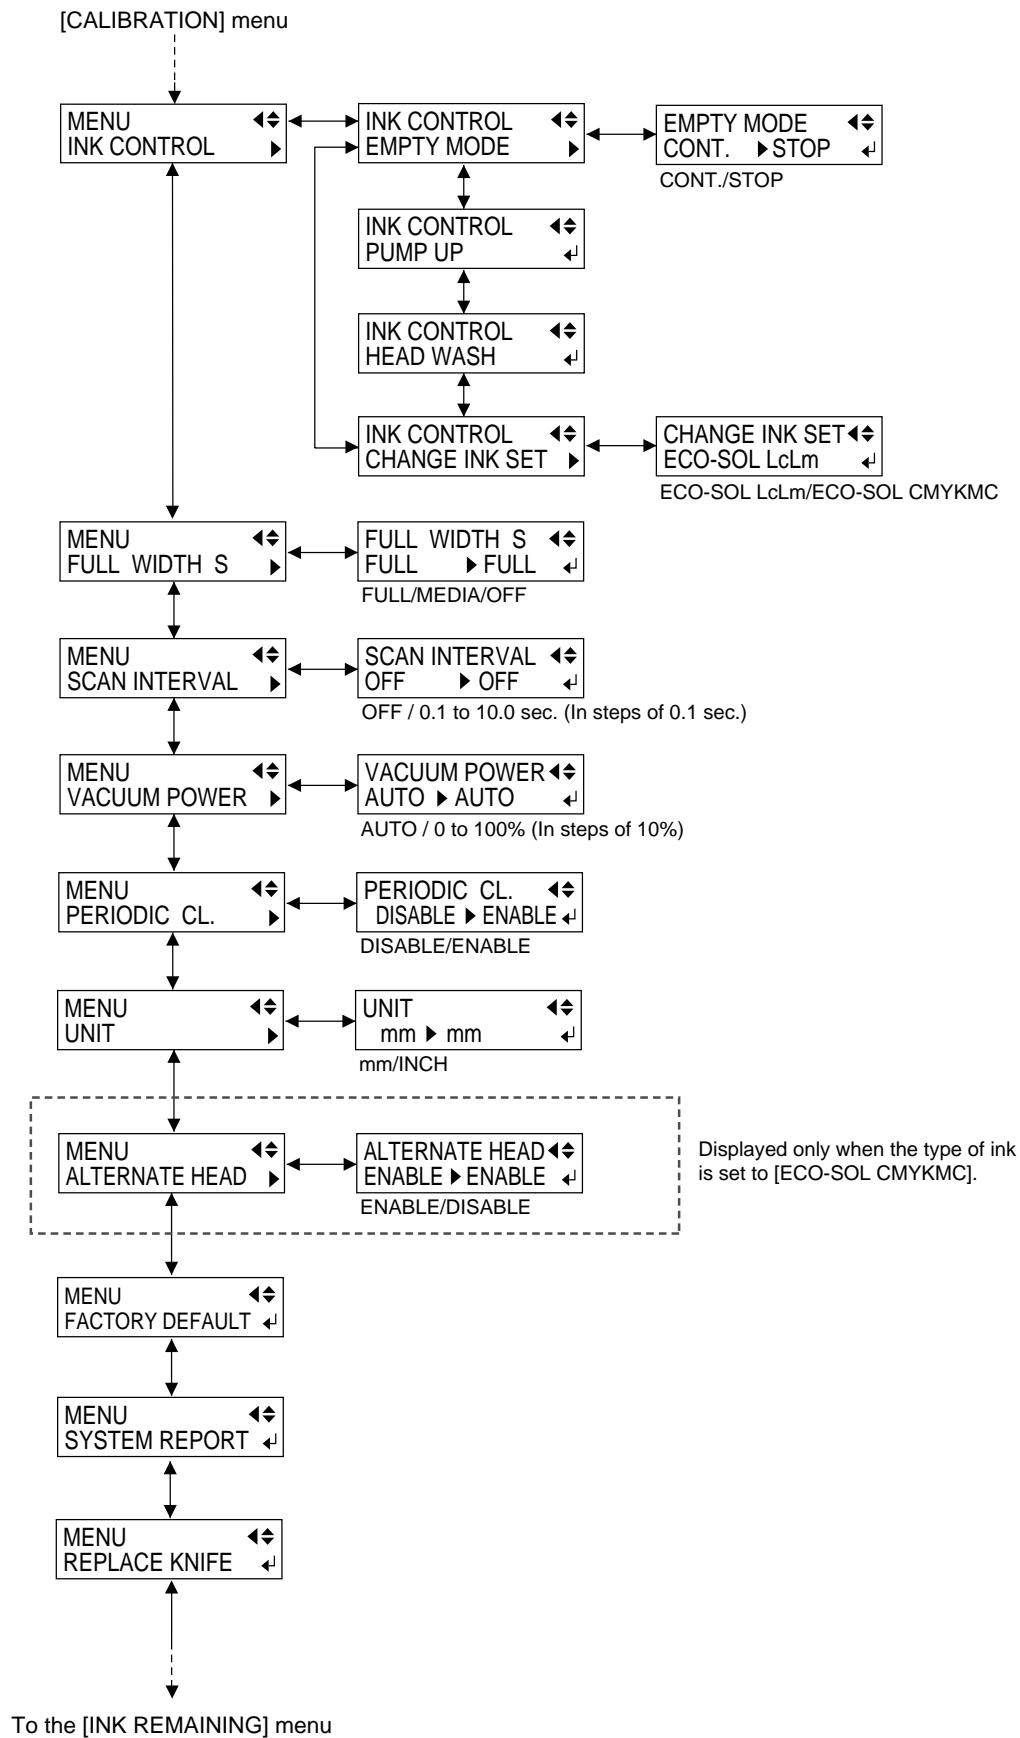 [CALIBRATION] menu
MENU
INK CONTROL
INK CONTROL
EMPTY MODE
EMPTY MODE
CONT. STOP
CONT./STOP
INK CONTROL
PUMP UP
INK CONTROL
HEAD WASH
INK CONTROL
CHANGE INK SET
CHANGE INK SET
ECO-SOL LcLm
ECO-SOL LcLm/ECO-SOL CMYKMC
MENU
FULL WIDTH S
FULL WIDTH S
FULL FULL
FULL/MEDIA/OFF
MENU
SCAN INTERVAL
SCAN INTERVAL
OFF OFF
OFF / 0.1 to 10.0 sec. (In steps of 0.1 sec.)
MENU
VACUUM POWER
VACUUM POWER
AUTO AUTO
AUTO / 0 to 100% (In steps of 10%)
MENU
PERIODIC CL.
PERIODIC CL.
DISABLE ENABLE
DISABLE/ENABLE
MENU
UNIT
UNIT
mm mm
mm/INCH
MENU
ALTERNATE HEAD
ALTERNATE HEAD
ENABLE ENABLE
ENABLE/DISABLE
Displayed only when the type of ink
is set to [ECO-SOL CMYKMC].
MENU
FACTORY DEFAULT
MENU
SYSTEM REPORT
MENU
REPLACE KNIFE
To the [INK REMAINING] menu